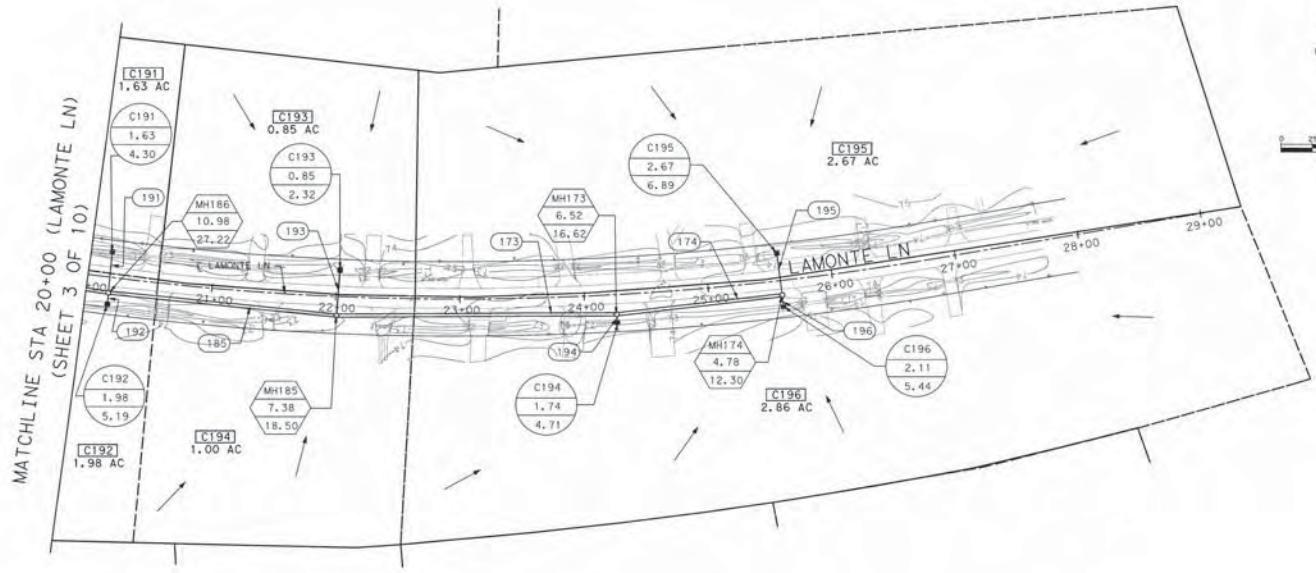 MATCHLINE STA 20+00 (LAMONTE LN)
(SHEET 3 OF 10)
C191
1.63 AC
C191
1.63
4.30
191
MH186
10.98
27.22
C193
0.85 AC
C193
0.85
2.32
193
MH173
6.52
16.62
173
C195
2.67
6.89
C195
2.67 AC
195
174
LAMONTE LN
LAMONTE LN
21+00
22+00
23+00
24+00
25+00
26+00
27+00
28+00
29+00
192
185
194
196
C192
1.98
5.19
MH185
7.38
18.50
C194
1.74
4.71
MH174
4.78
12.30
C196
2.11
5.44
C196
2.86 AC
C194
1.00 AC
C192
1.98 AC